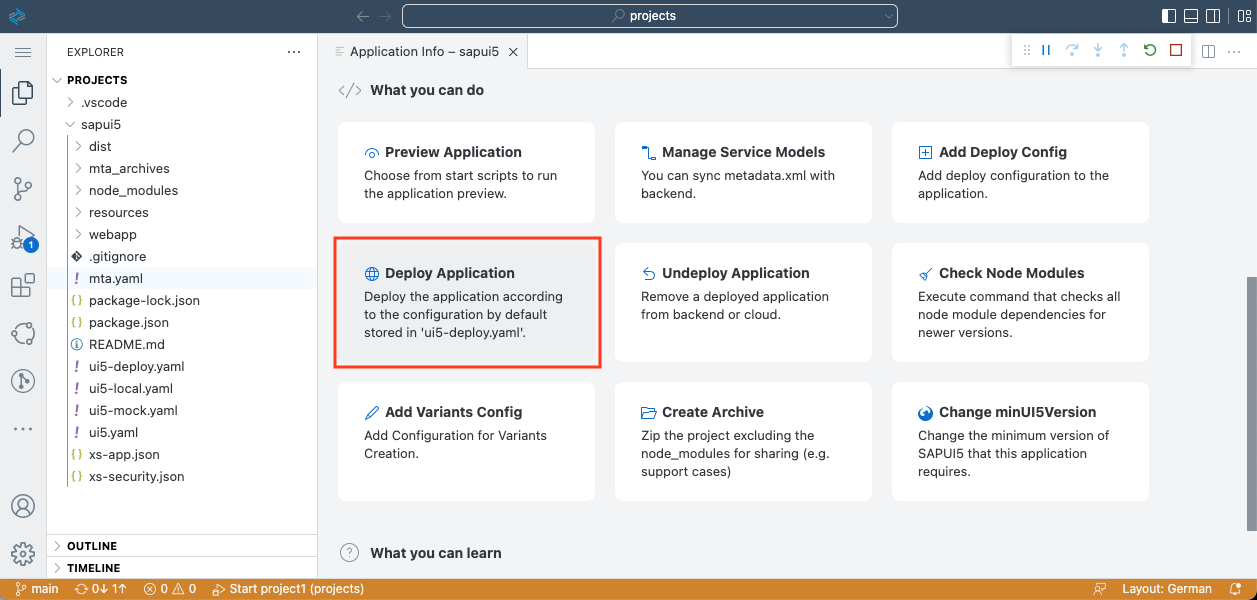 projects
EXPLORER
Application Info – sapui5
PROJECTS
.vscode
sapui5
dist
mta_archives
node_modules
resources
webapp
.gitignore
mta.yaml
package-lock.json
package.json
README.md
ui5-deploy.yaml
ui5-local.yaml
ui5-mock.yaml
ui5.yaml
xs-app.json
xs-security.json
OUTLINE
TIMELINE
1
What you can do
Preview Application
Choose from start scripts to run
the application preview.
Manage Service Models
You can sync metadata.xml with
backend.
Add Deploy Config
Add deploy configuration to the
application.
Deploy Application
Deploy the application according
to the configuration by default
stored in 'ui5-deploy.yaml'.
Undeploy Application
Remove a deployed application
from backend or cloud.
Check Node Modules
Execute command that checks all
node module dependencies for
newer versions.
Add Variants Config
Add Configuration for Variants
Creation.
Create Archive
Zip the project excluding the
node_modules for sharing (e.g.
support cases)
Change minUI5Version
Change the minimum version of
SAPUI5 that this application
requires.
What you can learn
main 0↓ 1↑ 0 0 Start project1 (projects) Layout: German